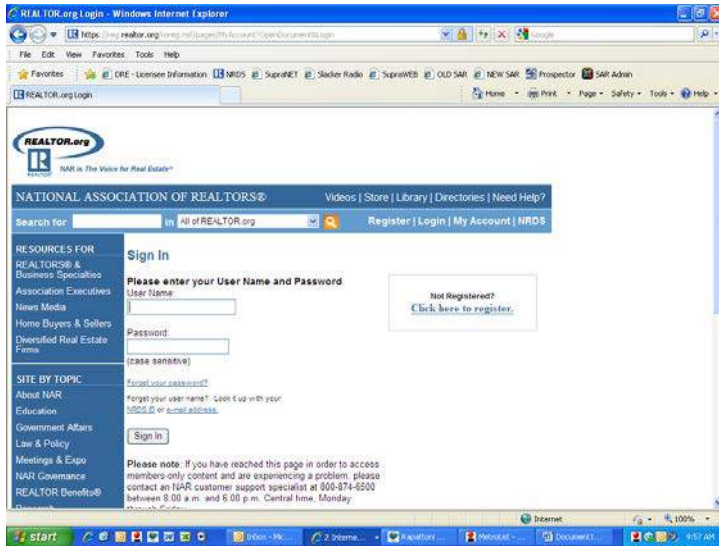 REALTOR.org Login - Windows Internet Explorer
File Edit View Favorites Tools Help
Favorites DRE - Licensee Information NRDS SupraNET Slacker Radio SupraWEB OLD SAR NEW SAR Prospector SAR Admin
REALTOR.org Login Home Print Page Safety Tools Help
REALTOR.org
REALTOR
NAR is The Voice for Real Estate
NATIONAL ASSOCIATION OF REALTORS® Videos | Store | Library | Directories | Need Help?
Search for in All of REALTOR.org Register | Login | My Account | NRDS
RESOURCES FOR
REALTORS® &
Business Specialties
Association Executives
News Media
Home Buyers & Sellers
Diversified Real Estate
Firms
SITE BY TOPIC
About NAR
Education
Government Affairs
Law & Policy
Meetings & Expo
NAR Governance
REALTOR Benefits®
Sign In
Please enter your User Name and Password
User Name:
Password:
(case sensitive)
Forgot your password?
Forget your user name? Look it up with your
NRDS © or e-mail address.
Sign In
Please note: If you have reached this page in order to access
members-only content and are experiencing a problem, please
contact an NAR customer support specialist at 800-874-6500
between 8:00 a.m. and 6:00 p.m. Central time, Monday
through Friday
Not Registered?
Click here to register.
Internet 100%
start Inbox - Mc... 2 Interne... Rapattoni ... MetroList - ... Document1... 9:57 AM